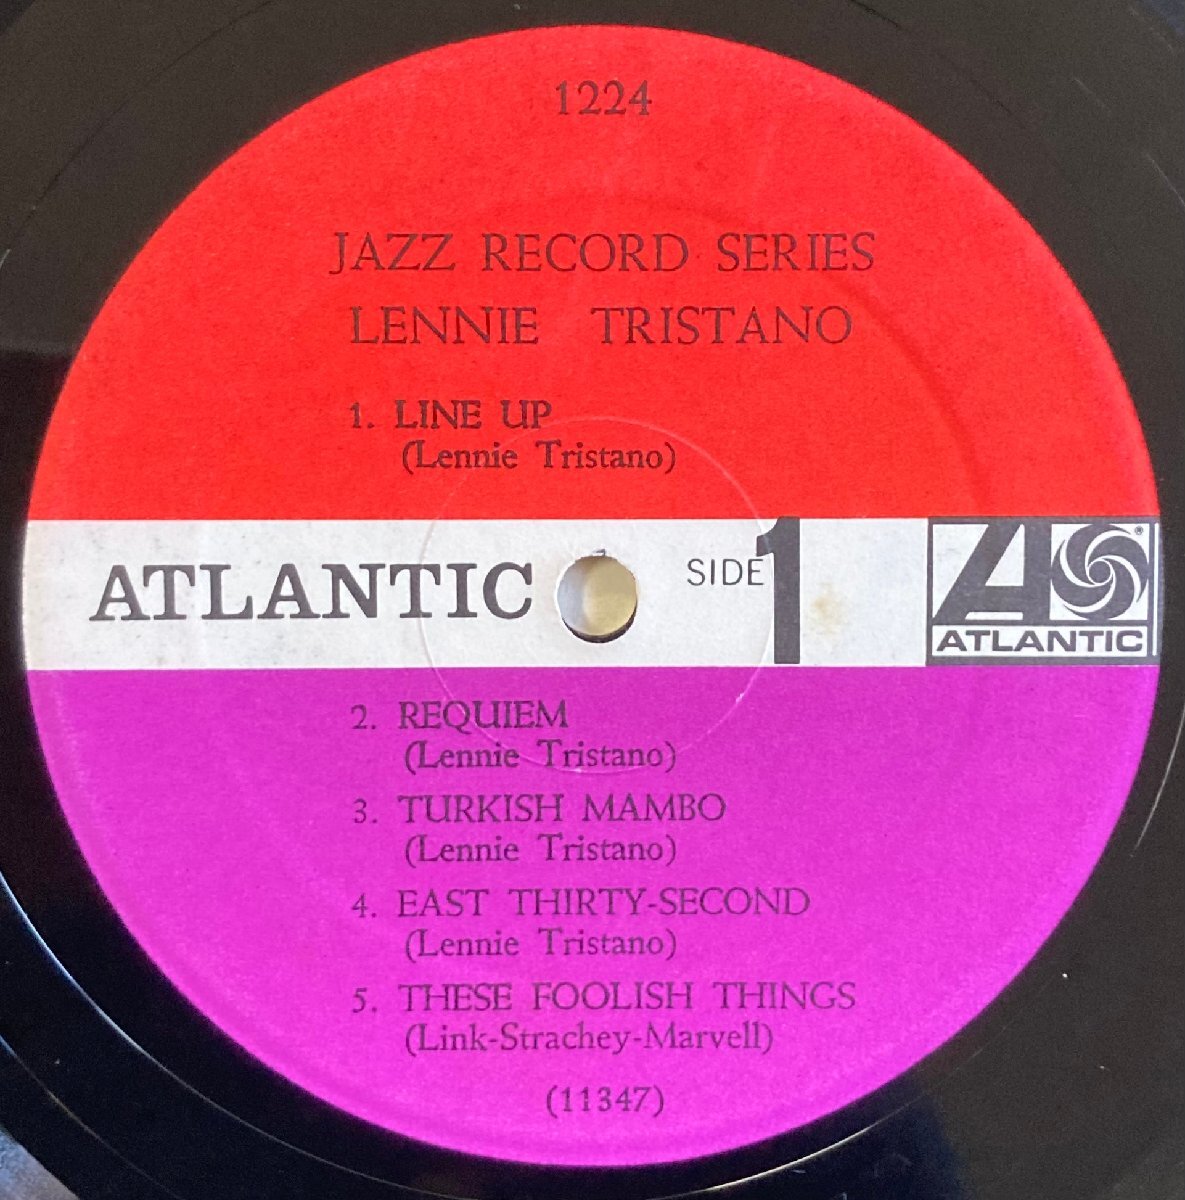 1224
JAZZ RECORD SERIES
LENNIE TRISTANO
1. LINE UP
(Lennie Tristano)
ATLANTIC
SIDE 1
A ®
ATLANTIC
2. REQUIEM
(Lennie Tristano)
3. TURKISH MAMBO
(Lennie Tristano)
4. EAST THIRTY-SECOND
(Lennie Tristano)
5. THESE FOOLISH THINGS
(Link-Strachey-Marvell)
(11347)